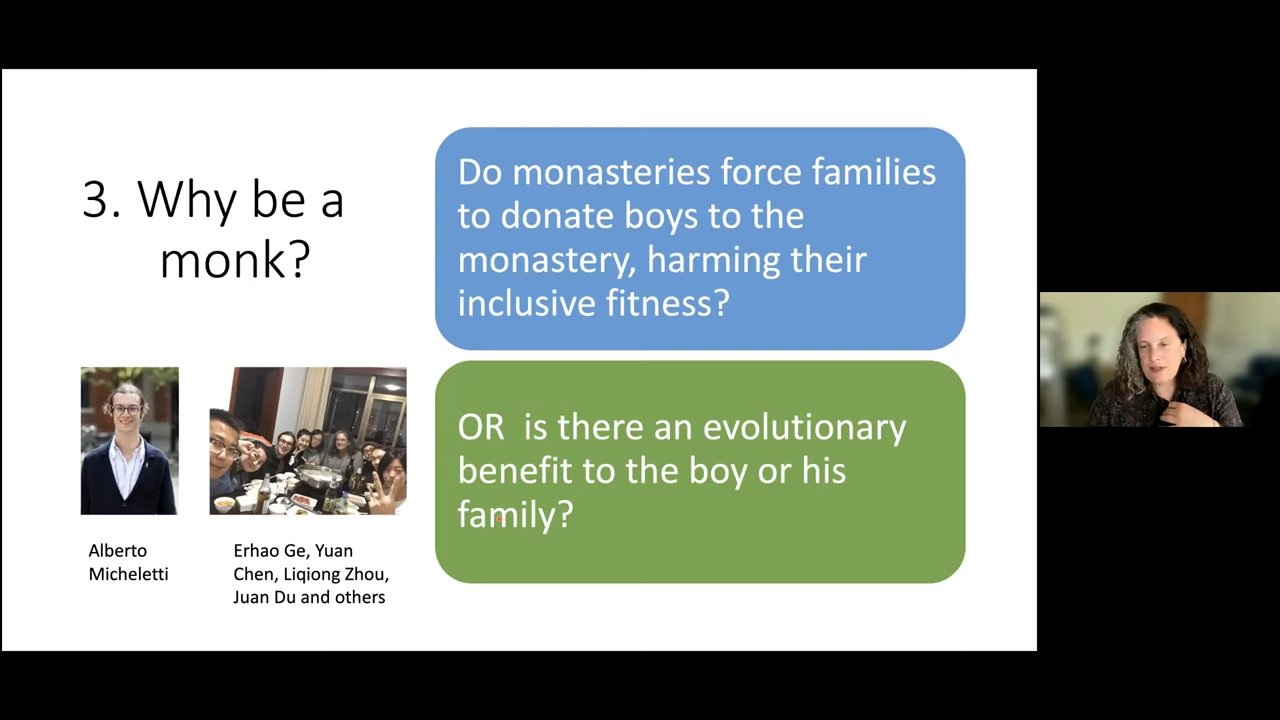 3. Why be a
monk?
Do monasteries force families
to donate boys to the
monastery, harming their
inclusive fitness?
OR  is there an evolutionary
benefit to the boy or his
family?
Alberto
Micheletti
Erhao Ge, Yuan
Chen, Liqiong Zhou,
Juan Du and others